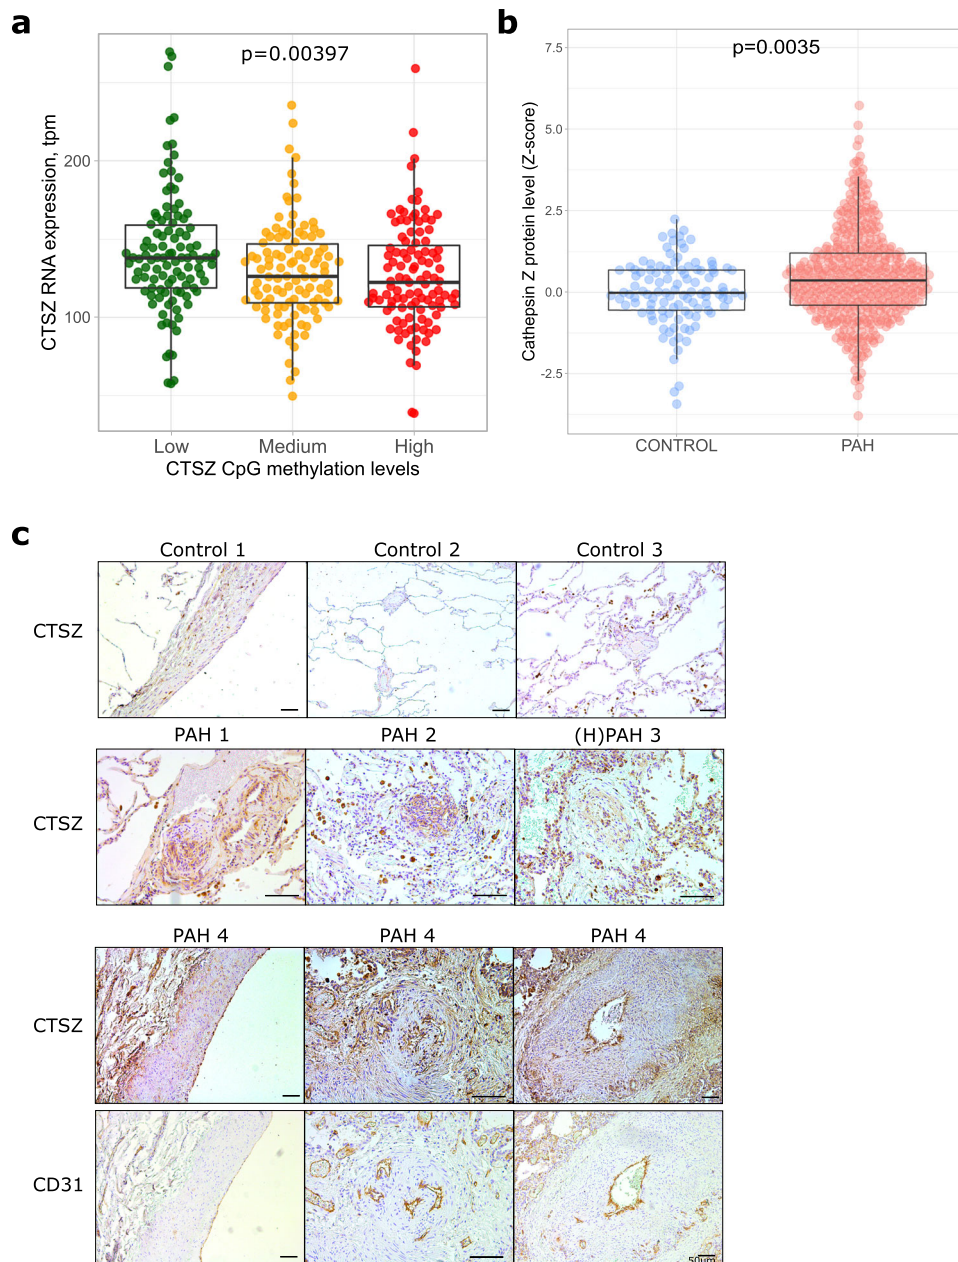 a
p=0.00397
CTSZ RNA expression, tpm
200
100
Low Medium High
CTSZ CpG methylation levels
b
p=0.0035
Cathepsin Z protein level (Z-score)
7.5
5.0
2.5
0.0
-2.5
CONTROL PAH
c
Control 1 Control 2 Control 3
CTSZ
PAH 1 PAH 2 (H)PAH 3
CTSZ
PAH 4 PAH 4 PAH 4
CTSZ
CD31
50um